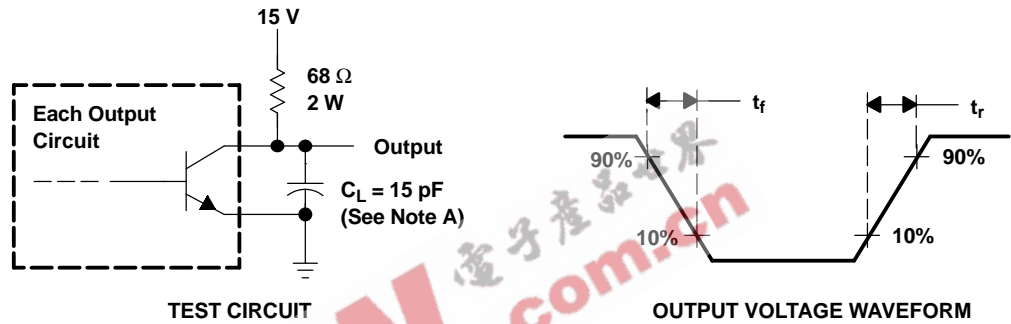 15 V
68 Ω
2 W
Each Output
Circuit
Output
C_L = 15 pF
(See Note A)
TEST CIRCUIT
t_f
t_r
90%
90%
10%
10%
OUTPUT VOLTAGE WAVEFORM
電子產品世界
.com.cn